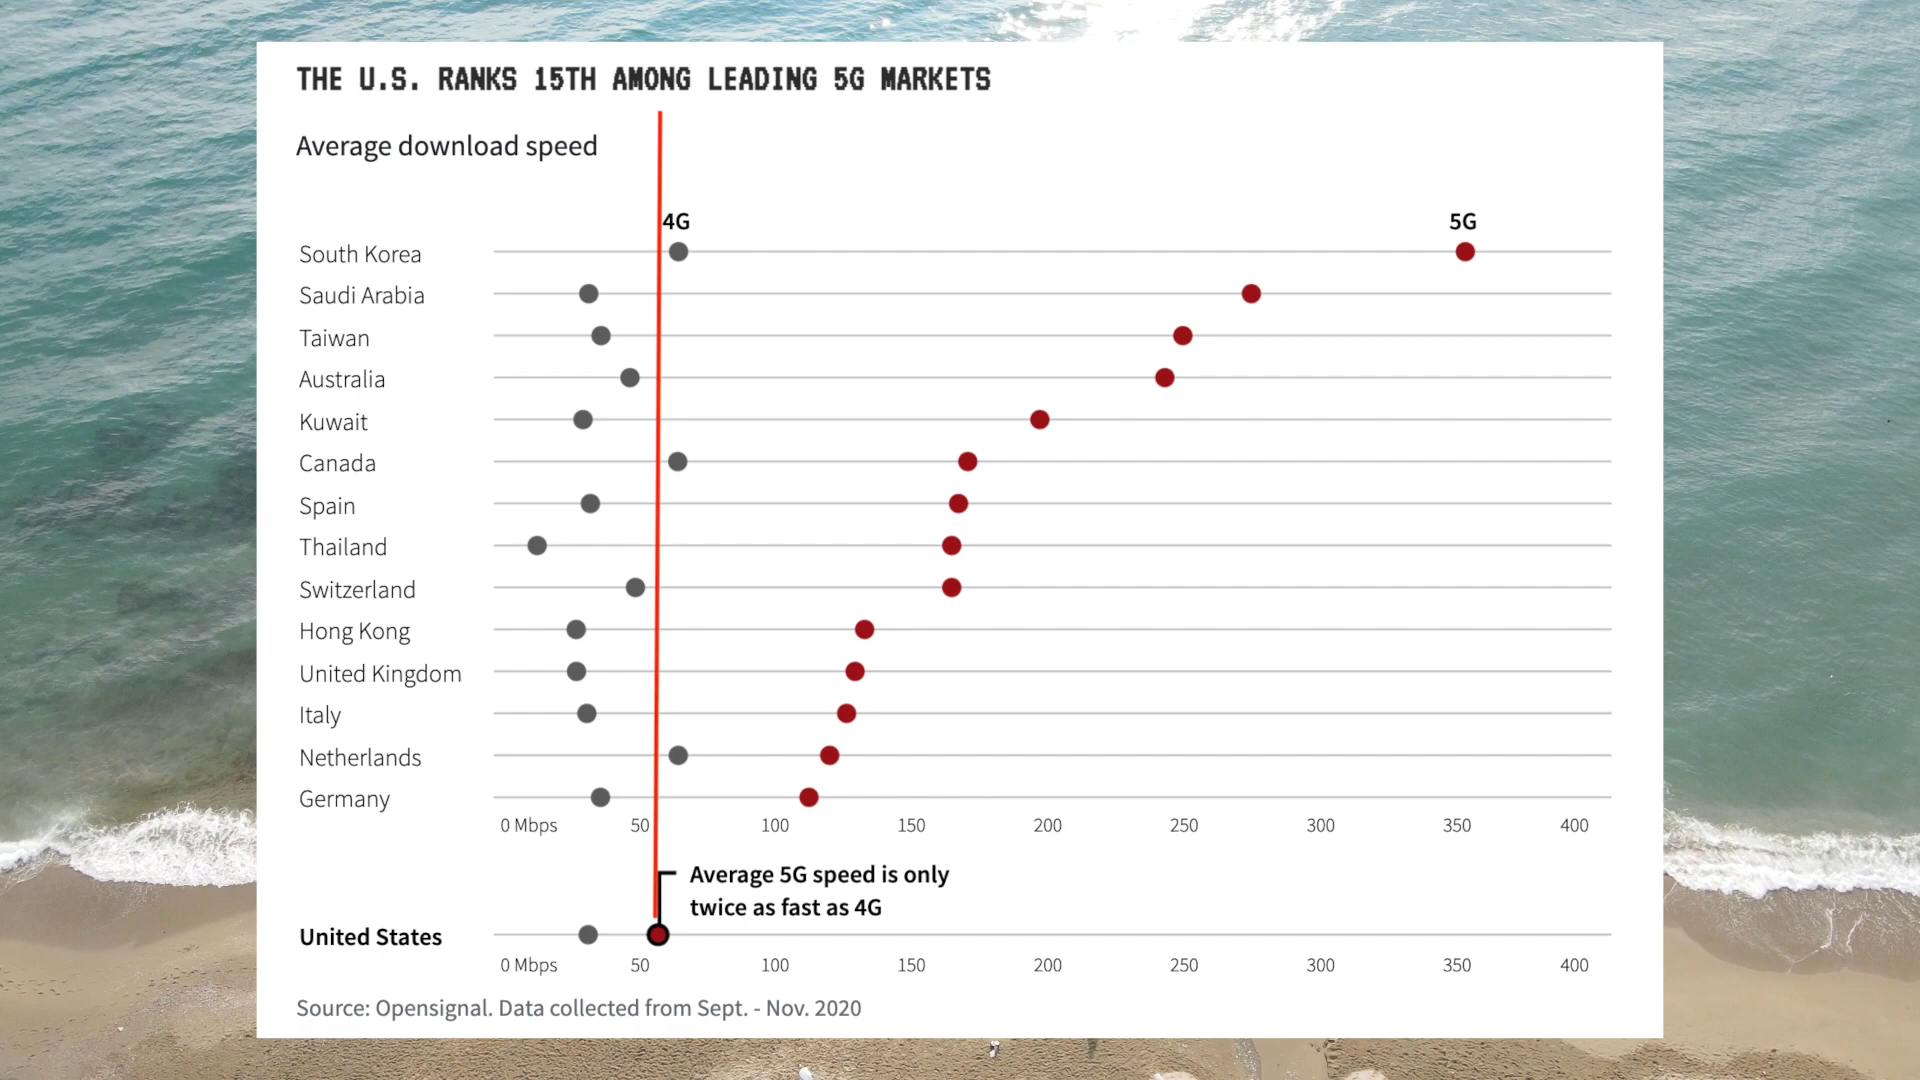 THE U.S. RANKS 15TH AMONG LEADING 5G MARKETS
Average download speed
4G 5G
South Korea
Saudi Arabia
Taiwan
Australia
Kuwait
Canada
Spain
Thailand
Switzerland
Hong Kong
United Kingdom
Italy
Netherlands
Germany
0 Mbps 50 100 150 200 250 300 350 400
Average 5G speed is only
twice as fast as 4G
United States
0 Mbps 50 100 150 200 250 300 350 400
Source: Opensignal. Data collected from Sept. - Nov. 2020